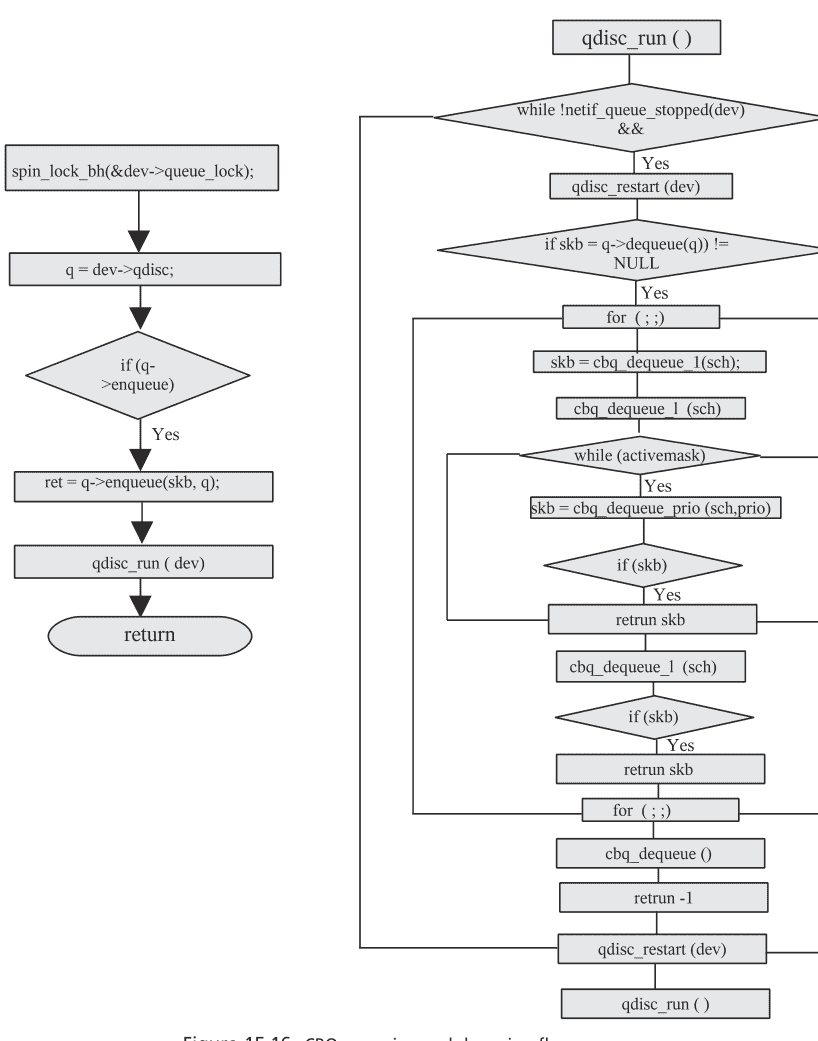 spin_lock_bh(&dev->queue_lock);
q = dev->qdisc;
if (q-
>enqueue)
Yes
ret = q->enqueue(skb, q);
qdisc_run ( dev)
return
qdisc_run ( )
while !netif_queue_stopped(dev)
&&
Yes
qdisc_restart (dev)
if skb = q->dequeue(q)) !=
NULL
Yes
for ( ; ;)
skb = cbq_dequeue_1(sch);
cbq_dequeue_l (sch)
while (activemask)
Yes
skb = cbq_dequeue_prio (sch,prio)
if (skb)
Yes
retrun skb
cbq_dequeue_l (sch)
if (skb)
Yes
retrun skb
for ( ; ;)
cbq_dequeue ()
retrun -1
qdisc_restart (dev)
qdisc_run ( )